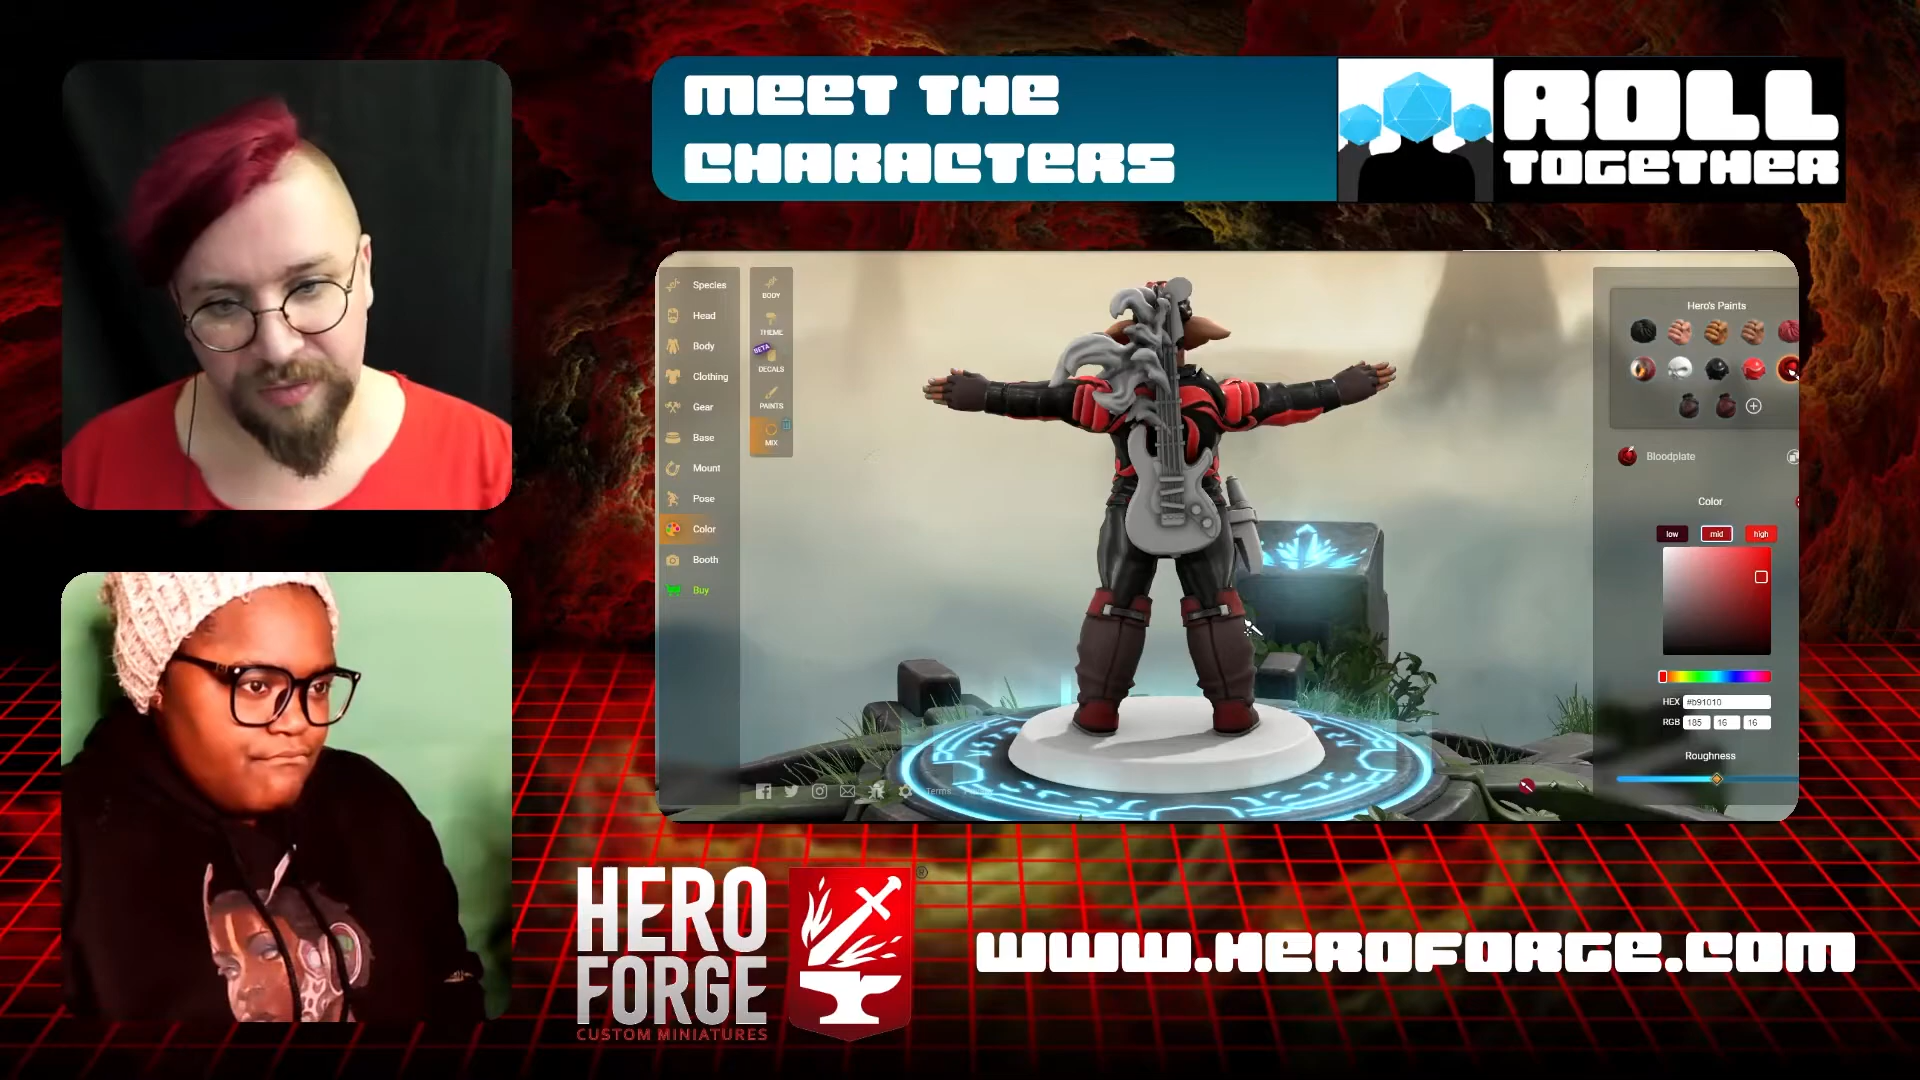 MEET THE
CHARACTERS
ROLL
TOGETHER
Species
Head
Body
Clothing
Gear
Base
Mount
Pose
Color
Booth
Buy
BODY
THEME
BETA
DECALS
PAINTS
MIX
Hero's Paints
Bloodplate
Color
low mid high
HEX #b91010
RGB 185 16 16
Roughness
Terms
HERO
FORGE
CUSTOM MINIATURES
®
www.HeroForge.com